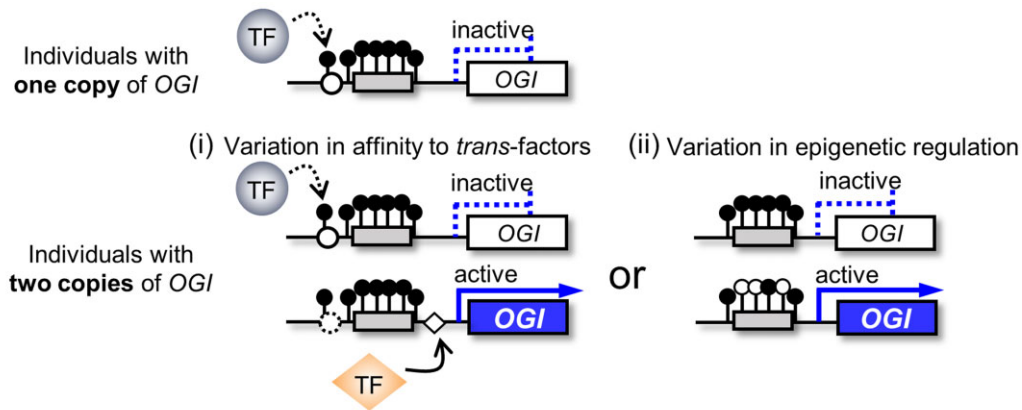 TF
inactive
Individuals with
one copy of OGI
OGI
(i) Variation in affinity to trans-factors
(ii) Variation in epigenetic regulation
TF
inactive
inactive
OGI
OGI
Individuals with
two copies of OGI
active
or
active
OGI
OGI
TF